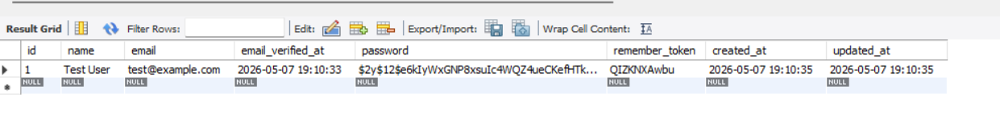 Result Grid Filter Rows: Edit: Export/Import: Wrap Cell Content:
id name email email_verified_at password remember_token created_at updated_at
1 Test User test@example.com 2026-05-07 19:10:33 $2y$12$e6kIyWxGNP8xsuIc4WQZ4ueCKefHTk... QIZKNXAwbu 2026-05-07 19:10:35 2026-05-07 19:10:35
NULL NULL NULL NULL NULL NULL NULL NULL